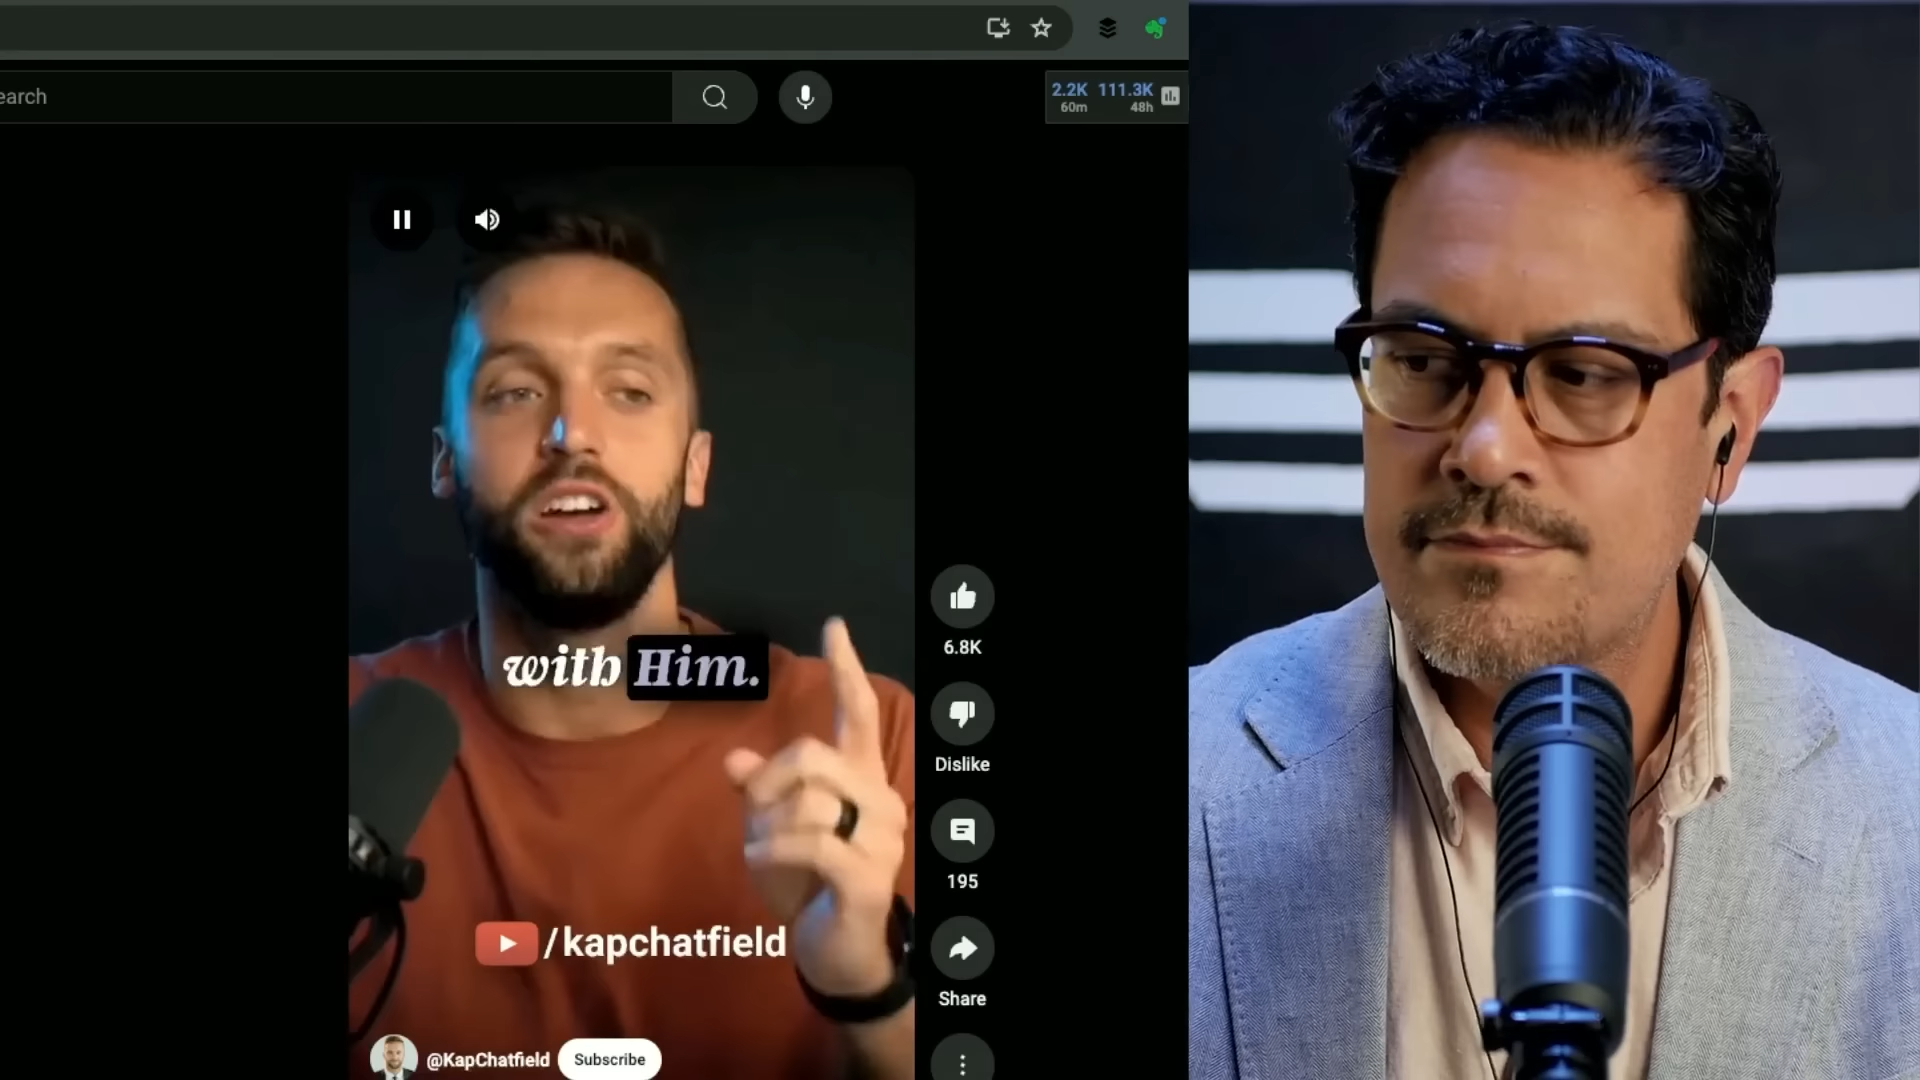 earch
2.2K 111.3K
60m 48h
with Him.
6.8K
Dislike
195
/kapchatfield
Share
@KapChatfield Subscribe